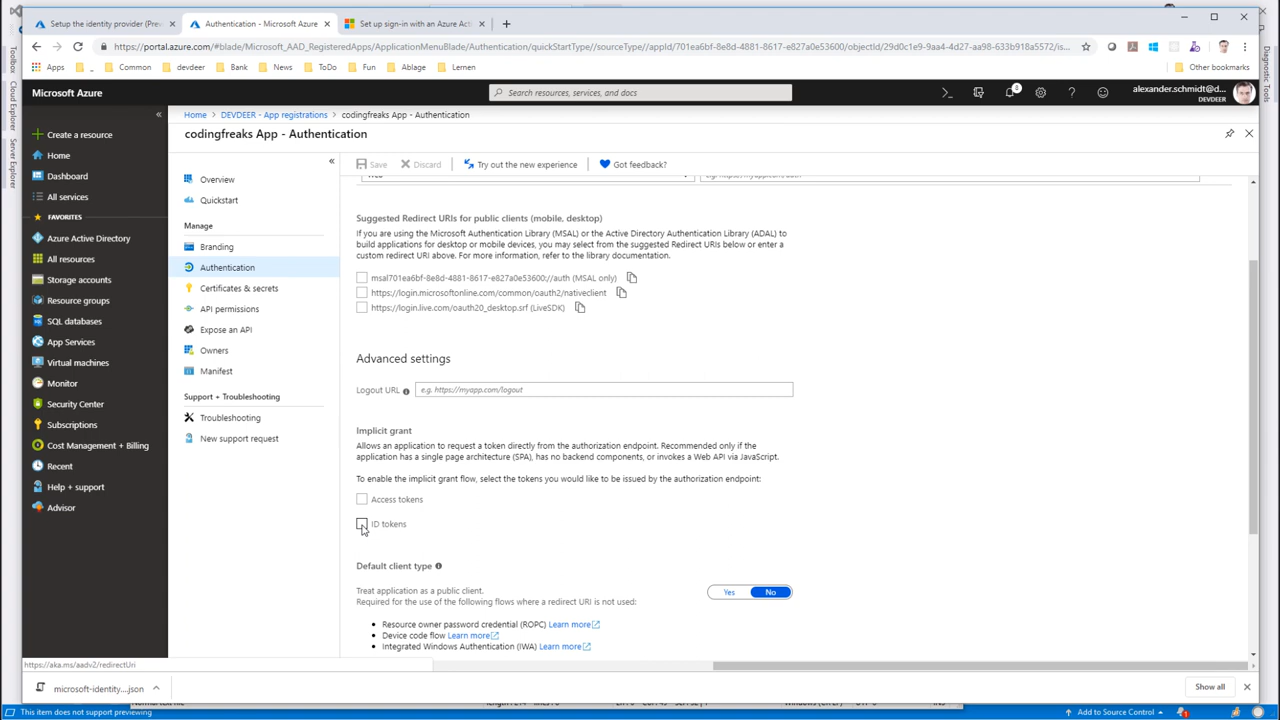 Setup the identity provider (Prev
Authentication - Microsoft Azure
Set up sign-in with an Azure Acti
https://portal.azure.com/#blade/Microsoft_AAD_RegisteredApps/ApplicationMenuBlade/Authentication/quickStartType//sourceType//appId/701ea6bf-8e8d-4881-8617-e827a0e53600/objectId/29d0c1e9-9aa4-4d27-aa98-633b918a5572/is...
Apps
Common
devdeer
Bank
News
ToDo
Fun
Ablage
Lernen
Other bookmarks
Toolbox
Cloud Explorer
Server Explorer
Diagnostic Tools
Microsoft Azure
Search resources, services, and docs
alexander.schmidt@d...
DEVDEER
Create a resource
Home
Dashboard
All services
FAVORITES
Azure Active Directory
All resources
Storage accounts
Resource groups
SQL databases
App Services
Virtual machines
Monitor
Security Center
Subscriptions
Cost Management + Billing
Recent
Help + support
Advisor
Home
DEVDEER - App registrations
codingfreaks App - Authentication
codingfreaks App - Authentication
Overview
Quickstart
Manage
Branding
Authentication
Certificates & secrets
API permissions
Expose an API
Owners
Manifest
Support + Troubleshooting
Troubleshooting
New support request
Save
Discard
Try out the new experience
Got feedback?
Web
e.g. https://myapp.com/auth
Suggested Redirect URIs for public clients (mobile, desktop)
If you are using the Microsoft Authentication Library (MSAL) or the Active Directory Authentication Library (ADAL) to
build applications for desktop or mobile devices, you may select from the suggested Redirect URIs below or enter a
custom redirect URI above. For more information, refer to the library documentation.
msal701ea6bf-8e8d-4881-8617-e827a0e53600://auth (MSAL only)
https://login.microsoftonline.com/common/oauth2/nativeclient
https://login.live.com/oauth20_desktop.srf (LiveSDK)
Advanced settings
Logout URL
e.g. https://myapp.com/logout
Implicit grant
Allows an application to request a token directly from the authorization endpoint. Recommended only if the
application has a single page architecture (SPA), has no backend components, or invokes a Web API via JavaScript.
To enable the implicit grant flow, select the tokens you would like to be issued by the authorization endpoint:
Access tokens
ID tokens
Default client type
Treat application as a public client.
Required for the use of the following flows where a redirect URI is not used:
Yes
No
Resource owner password credential (ROPC) Learn more
Device code flow Learn more
Integrated Windows Authentication (IWA) Learn more
https://aka.ms/aadv2/redirectUri
microsoft-identity....json
Show all
This item does not support previewing
Add to Source Control